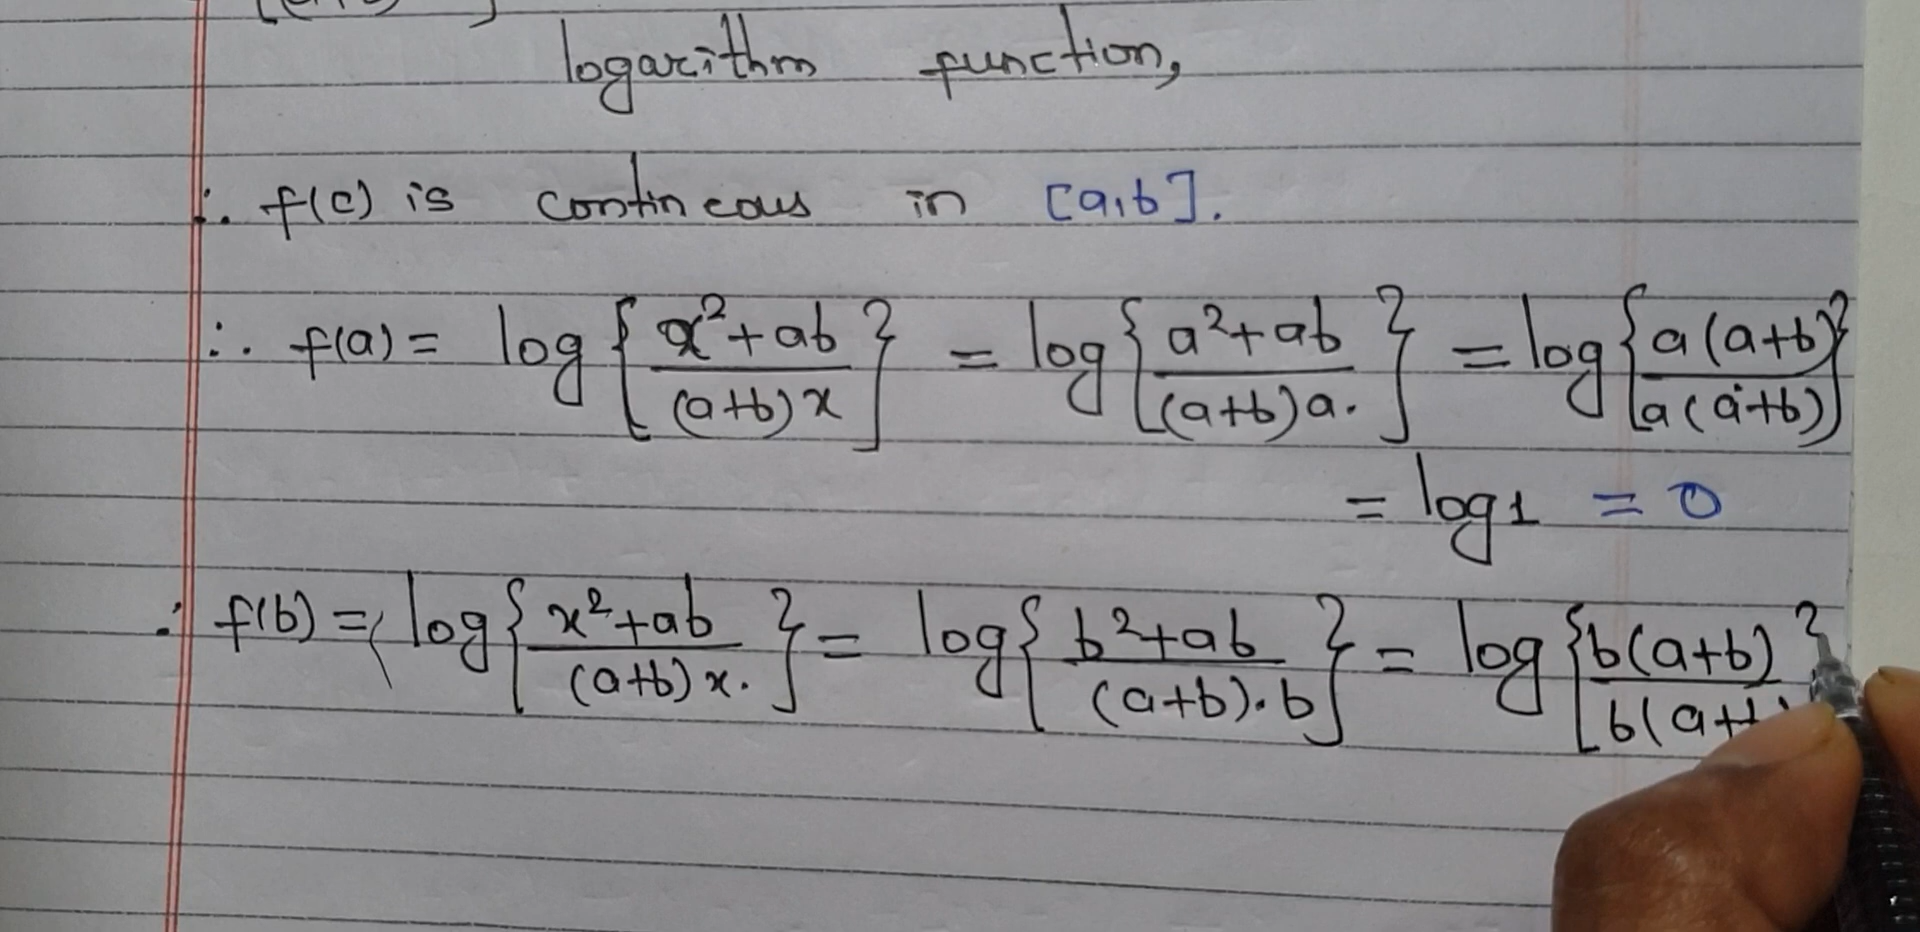 logarithm function,
∴ f(c) is contineous in [a,b].
∴ f(a) = log{x²+ab/(a+b)x} = log{a²+ab/(a+b)a.} = log{a(a+b)/a(a+b)}
= log1 = 0
∴ f(b) = log{x²+ab/(a+b)x.} = log{b²+ab/(a+b).b} = log{b(a+b)/b(a+